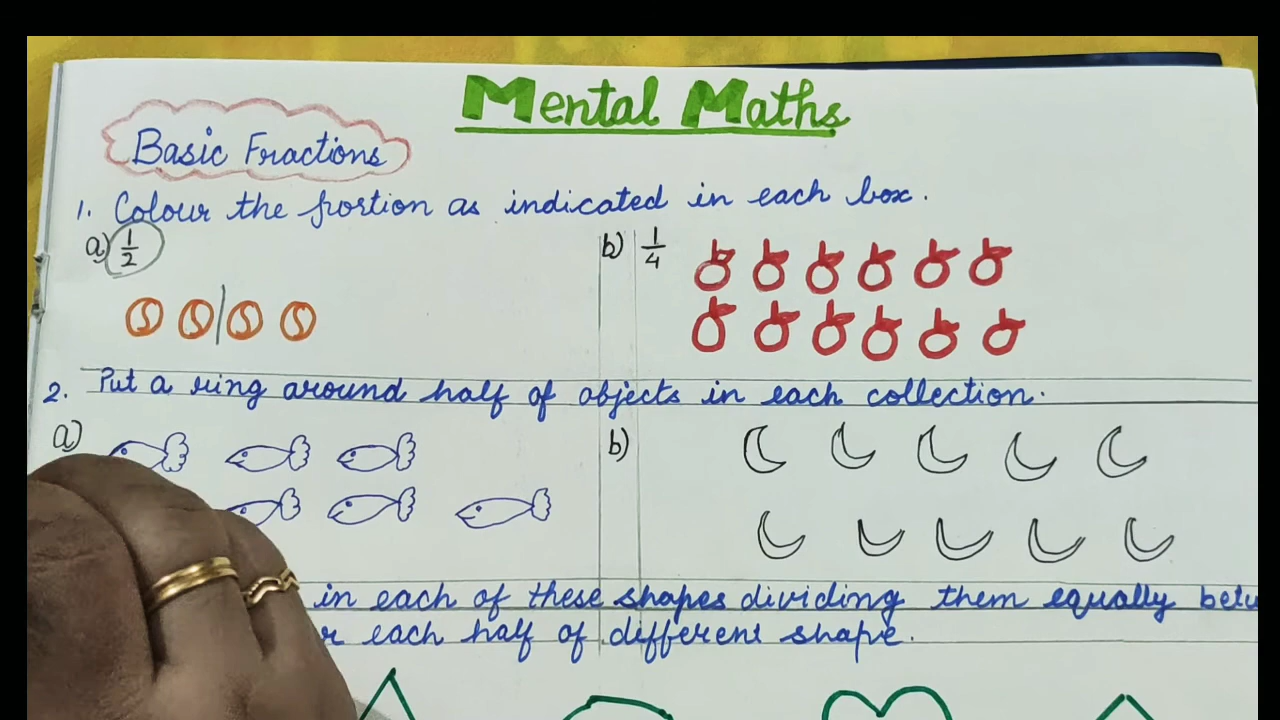 Mental Maths
Basic Fractions
1. Colour the portion as indicated in each box.
a) 1/2 b) 1/4
2. Put a ring around half of objects in each collection.
a) b)
in each of these shapes dividing them equally
each half of different shape.